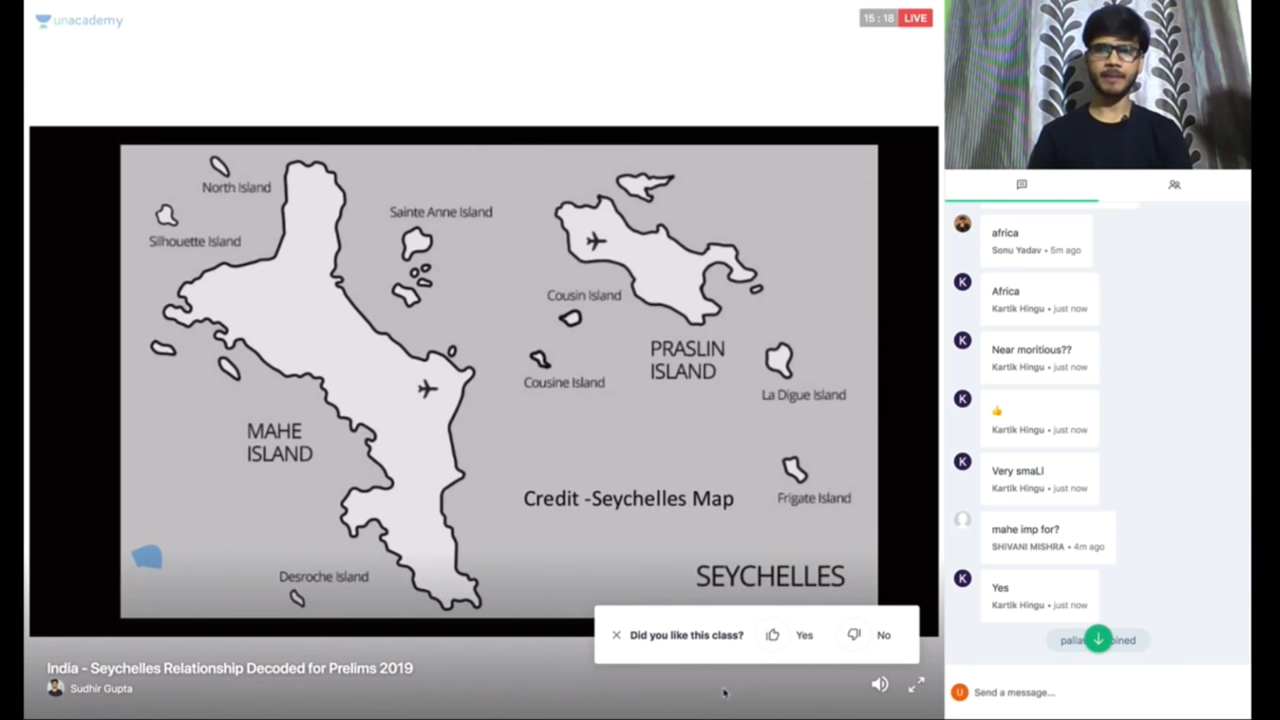 unacademy
15 : 18 LIVE
North Island
Sainte Anne Island
Silhouette Island
Cousin Island
PRASLIN
ISLAND
Cousine Island
La Digue Island
MAHE
ISLAND
Credit -Seychelles Map
Frigate Island
Desroche Island
SEYCHELLES
Did you like this class?
Yes
No
India - Seychelles Relationship Decoded for Prelims 2019
Sudhir Gupta
africa
Sonu Yadav • 5m ago
K
Africa
Kartik Hingu • just now
K
Near moritious??
Kartik Hingu • just now
K
👍
Kartik Hingu • just now
K
Very smaLl
Kartik Hingu • just now
mahe imp for?
SHIVANI MISHRA • 4m ago
K
Yes
Kartik Hingu • just now
U
Send a message...